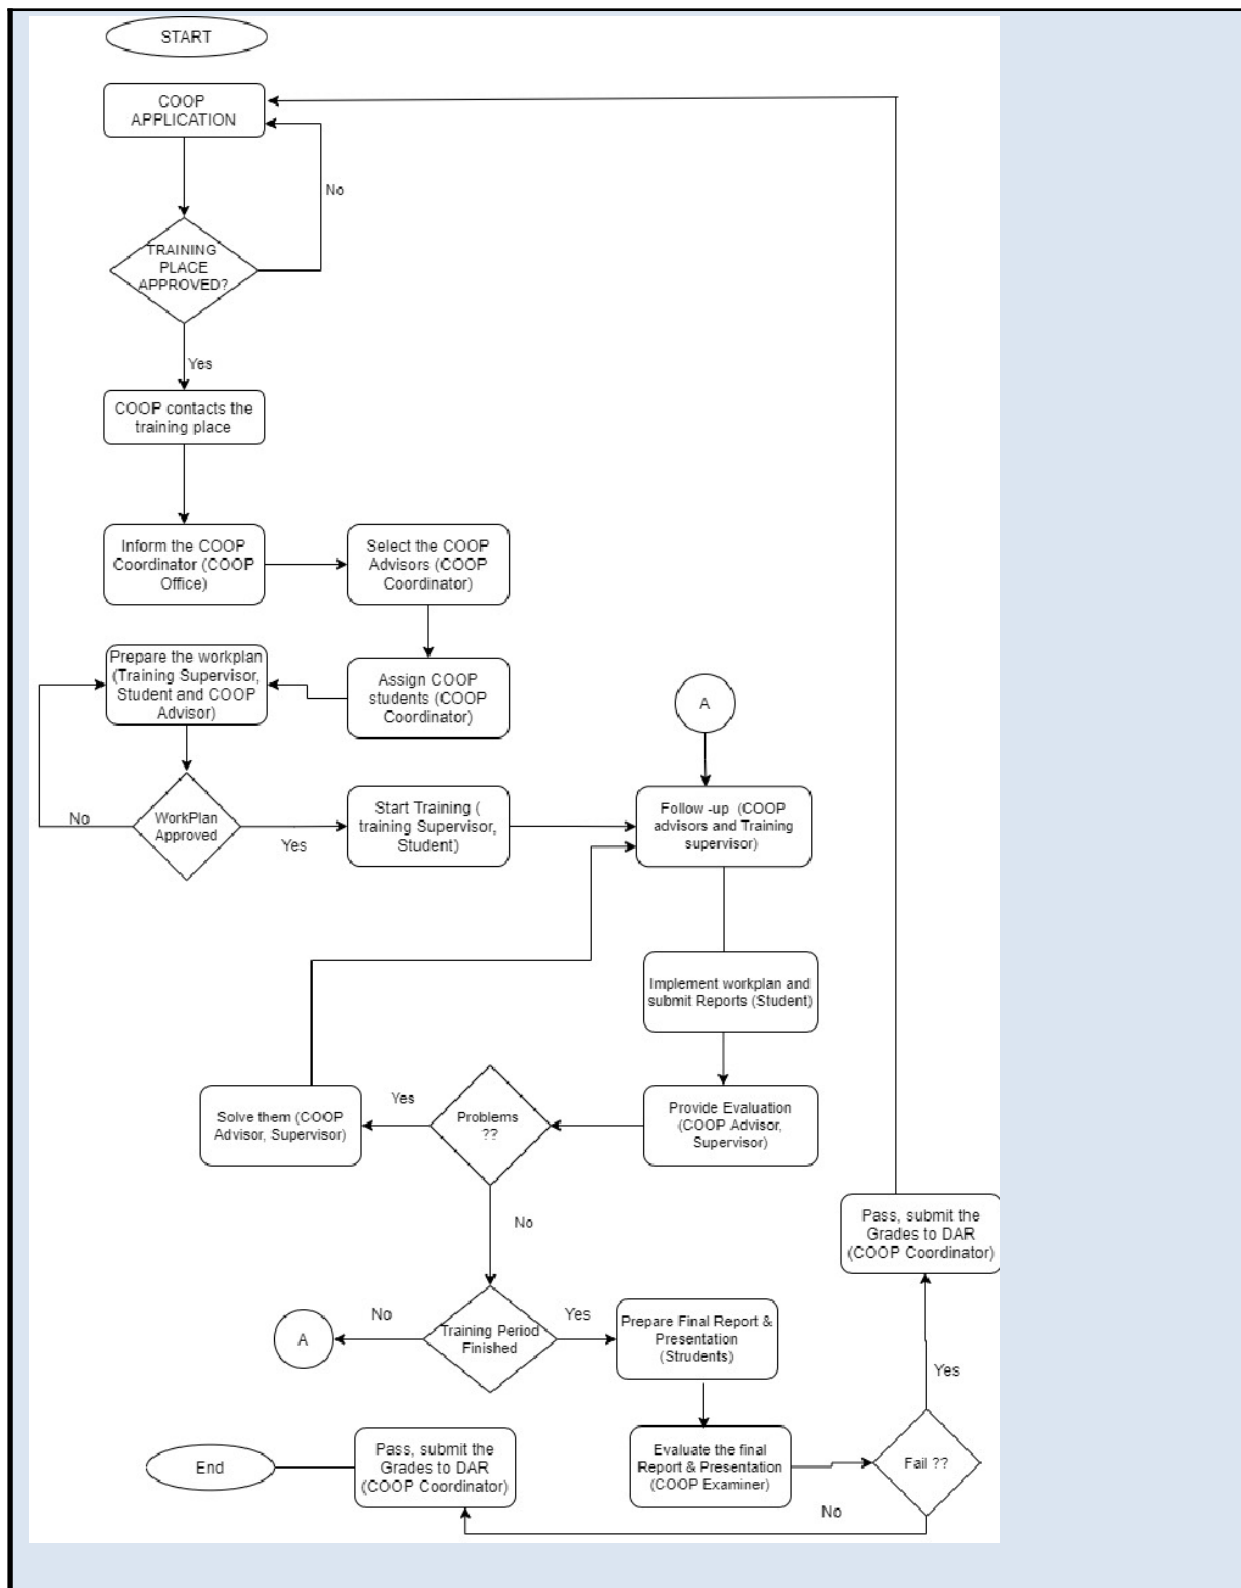 START
COOP
APPLICATION
No
TRAINING
PLACE
APPROVED?
Yes
COOP contacts the
training place
Inform the COOP
Coordinator (COOP
Office)
Select the COOP
Advisors (COOP
Coordinator)
Prepare the workplan
(Training Supervisor,
Student and COOP
Advisor)
Assign COOP
students (COOP
Coordinator)
A
No
WorkPlan
Approved
Yes
Start Training (
training Supervisor,
Student)
Follow -up (COOP
advisors and Training
supervisor)
Implement workplan and
submit Reports (Student)
Solve them (COOP
Advisor, Supervisor)
Yes
Problems
??
Provide Evaluation
(COOP Advisor,
Supervisor)
No
Pass, submit the
Grades to DAR
(COOP Coordinator)
A
No
Training Period
Finished
Yes
Prepare Final Report &
Presentation
(Strudents)
Yes
End
Pass, submit the
Grades to DAR
(COOP Coordinator)
Evaluate the final
Report & Presentation
(COOP Examiner)
Fail ??
No